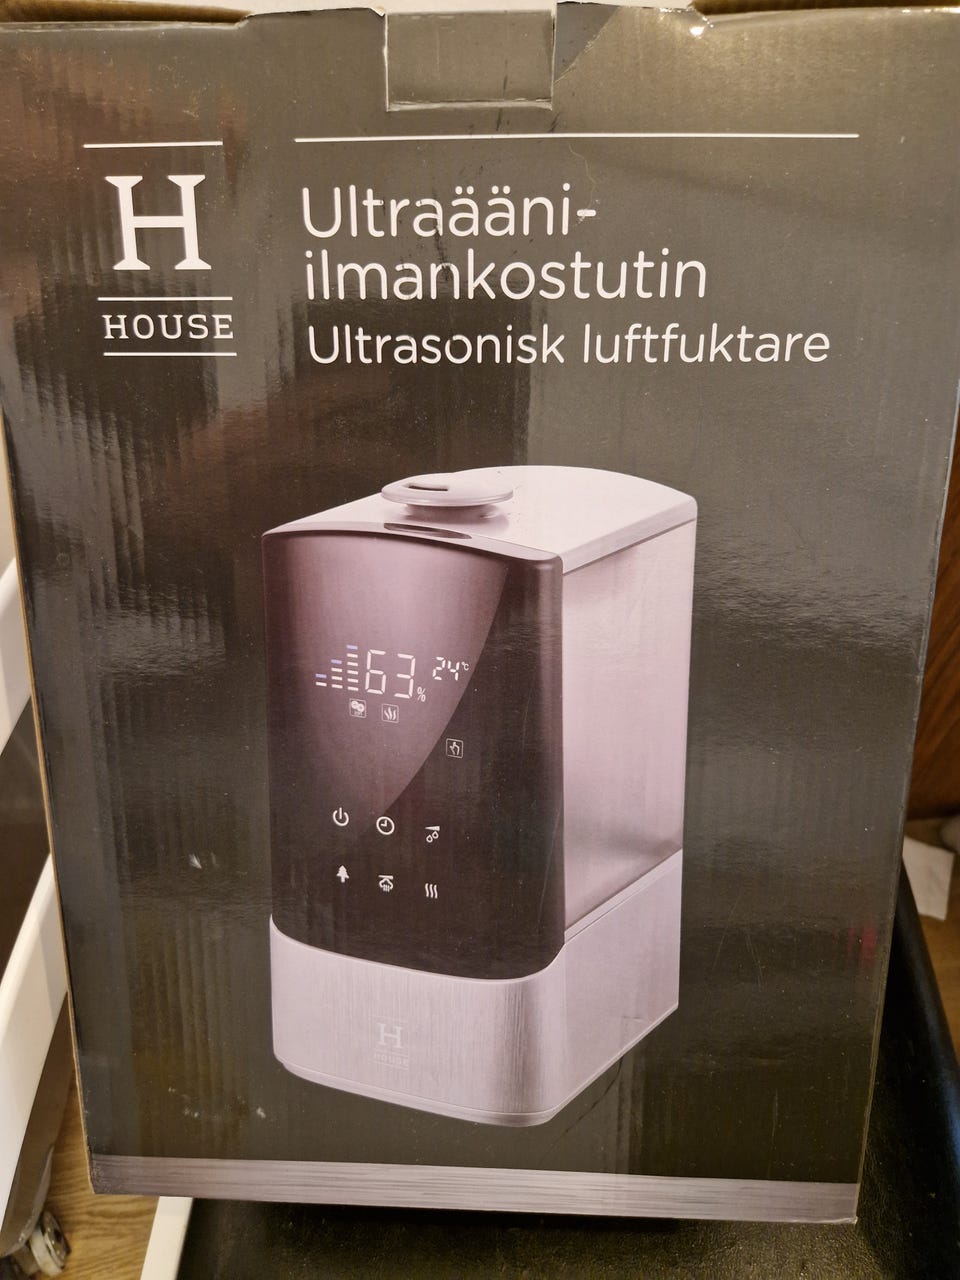 H
HOUSE
Ultraääni-
ilmankostutin
Ultrasonisk luftfuktare
63 %
24 °C
H
HOUSE